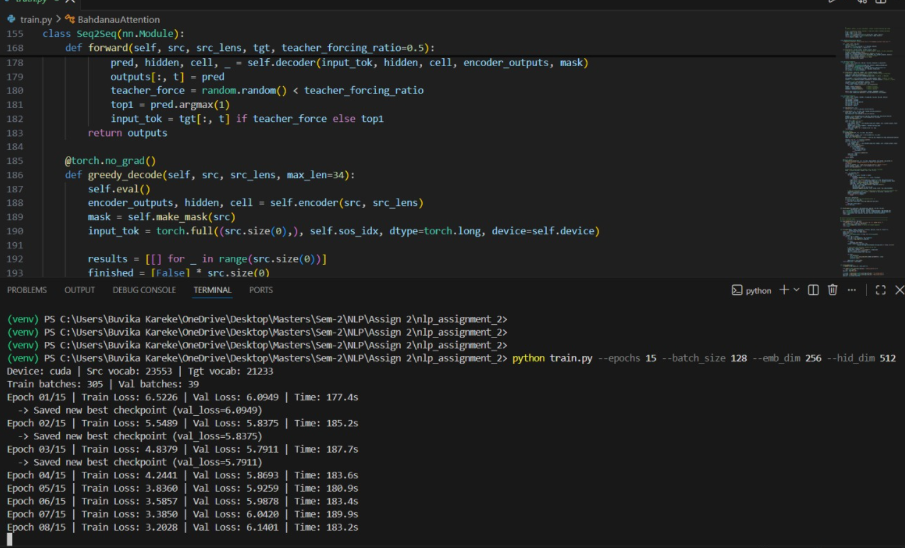 train.py > BahdanauAttention
155 class Seq2Seq(nn.Module):
168 def forward(self, src, src_lens, tgt, teacher_forcing_ratio=0.5):
178 pred, hidden, cell, _ = self.decoder(input_tok, hidden, cell, encoder_outputs, mask)
179 outputs[:, t] = pred
180 teacher_force = random.random() < teacher_forcing_ratio
181 top1 = pred.argmax(1)
182 input_tok = tgt[:, t] if teacher_force else top1
183 return outputs
184
185 @torch.no_grad()
186 def greedy_decode(self, src, src_lens, max_len=34):
187 self.eval()
188 encoder_outputs, hidden, cell = self.encoder(src, src_lens)
189 mask = self.make_mask(src)
190 input_tok = torch.full((src.size(0),), self.sos_idx, dtype=torch.long, device=self.device)
191
192 results = [[] for _ in range(src.size(0))]
193 finished = [False] * src.size(0)
PROBLEMS OUTPUT DEBUG CONSOLE TERMINAL PORTS python
(venv) PS C:\Users\Buvika Kareke\OneDrive\Desktop\Masters\Sem-2\NLP\Assign 2\nlp_assignment_2>
(venv) PS C:\Users\Buvika Kareke\OneDrive\Desktop\Masters\Sem-2\NLP\Assign 2\nlp_assignment_2>
(venv) PS C:\Users\Buvika Kareke\OneDrive\Desktop\Masters\Sem-2\NLP\Assign 2\nlp_assignment_2>
(venv) PS C:\Users\Buvika Kareke\OneDrive\Desktop\Masters\Sem-2\NLP\Assign 2\nlp_assignment_2> python train.py --epochs 15 --batch_size 128 --emb_dim 256 --hid_dim 512
Device: cuda | Src vocab: 23553 | Tgt vocab: 21233
Train batches: 305 | Val batches: 39
Epoch 01/15 | Train Loss: 6.5226 | Val Loss: 6.0949 | Time: 177.4s
-> Saved new best checkpoint (val_loss=6.0949)
Epoch 02/15 | Train Loss: 5.5489 | Val Loss: 5.8375 | Time: 185.2s
-> Saved new best checkpoint (val_loss=5.8375)
Epoch 03/15 | Train Loss: 4.8379 | Val Loss: 5.7911 | Time: 187.7s
-> Saved new best checkpoint (val_loss=5.7911)
Epoch 04/15 | Train Loss: 4.2441 | Val Loss: 5.8693 | Time: 183.6s
Epoch 05/15 | Train Loss: 3.8360 | Val Loss: 5.9259 | Time: 180.9s
Epoch 06/15 | Train Loss: 3.5857 | Val Loss: 5.9878 | Time: 183.4s
Epoch 07/15 | Train Loss: 3.3850 | Val Loss: 6.0420 | Time: 189.9s
Epoch 08/15 | Train Loss: 3.2028 | Val Loss: 6.1401 | Time: 183.2s